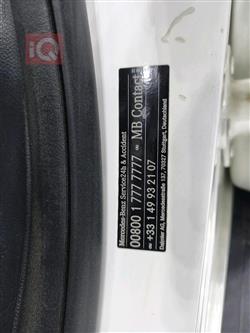 iQ
Mercedes-Benz Service24h & Accident
00800 1 777 7777 - MB Contact
- +33 1 49 93 21 07
Daimler AG, Mercedesstraße 137, 70327 Stuttgart, Deutschland